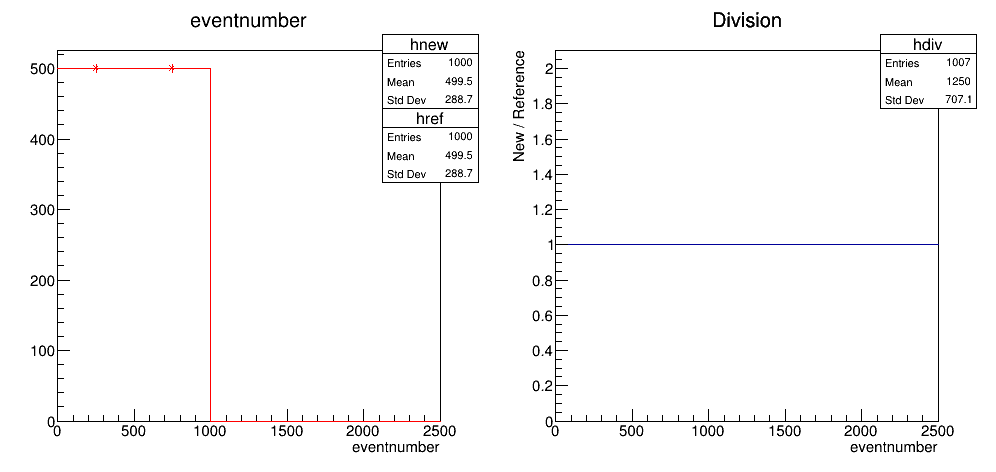 eventnumber
hnew
Entries 1000
Mean 499.5
Std Dev 288.7
href
Entries 1000
Mean 499.5
Std Dev 288.7
500
400
300
200
100
0
0 500 1000 1500 2000 2500
eventnumber
Division
hdiv
Entries 1007
Mean 1250
Std Dev 707.1
New / Reference
2
1.8
1.6
1.4
1.2
1
0.8
0.6
0.4
0.2
0
0 500 1000 1500 2000 2500
eventnumber